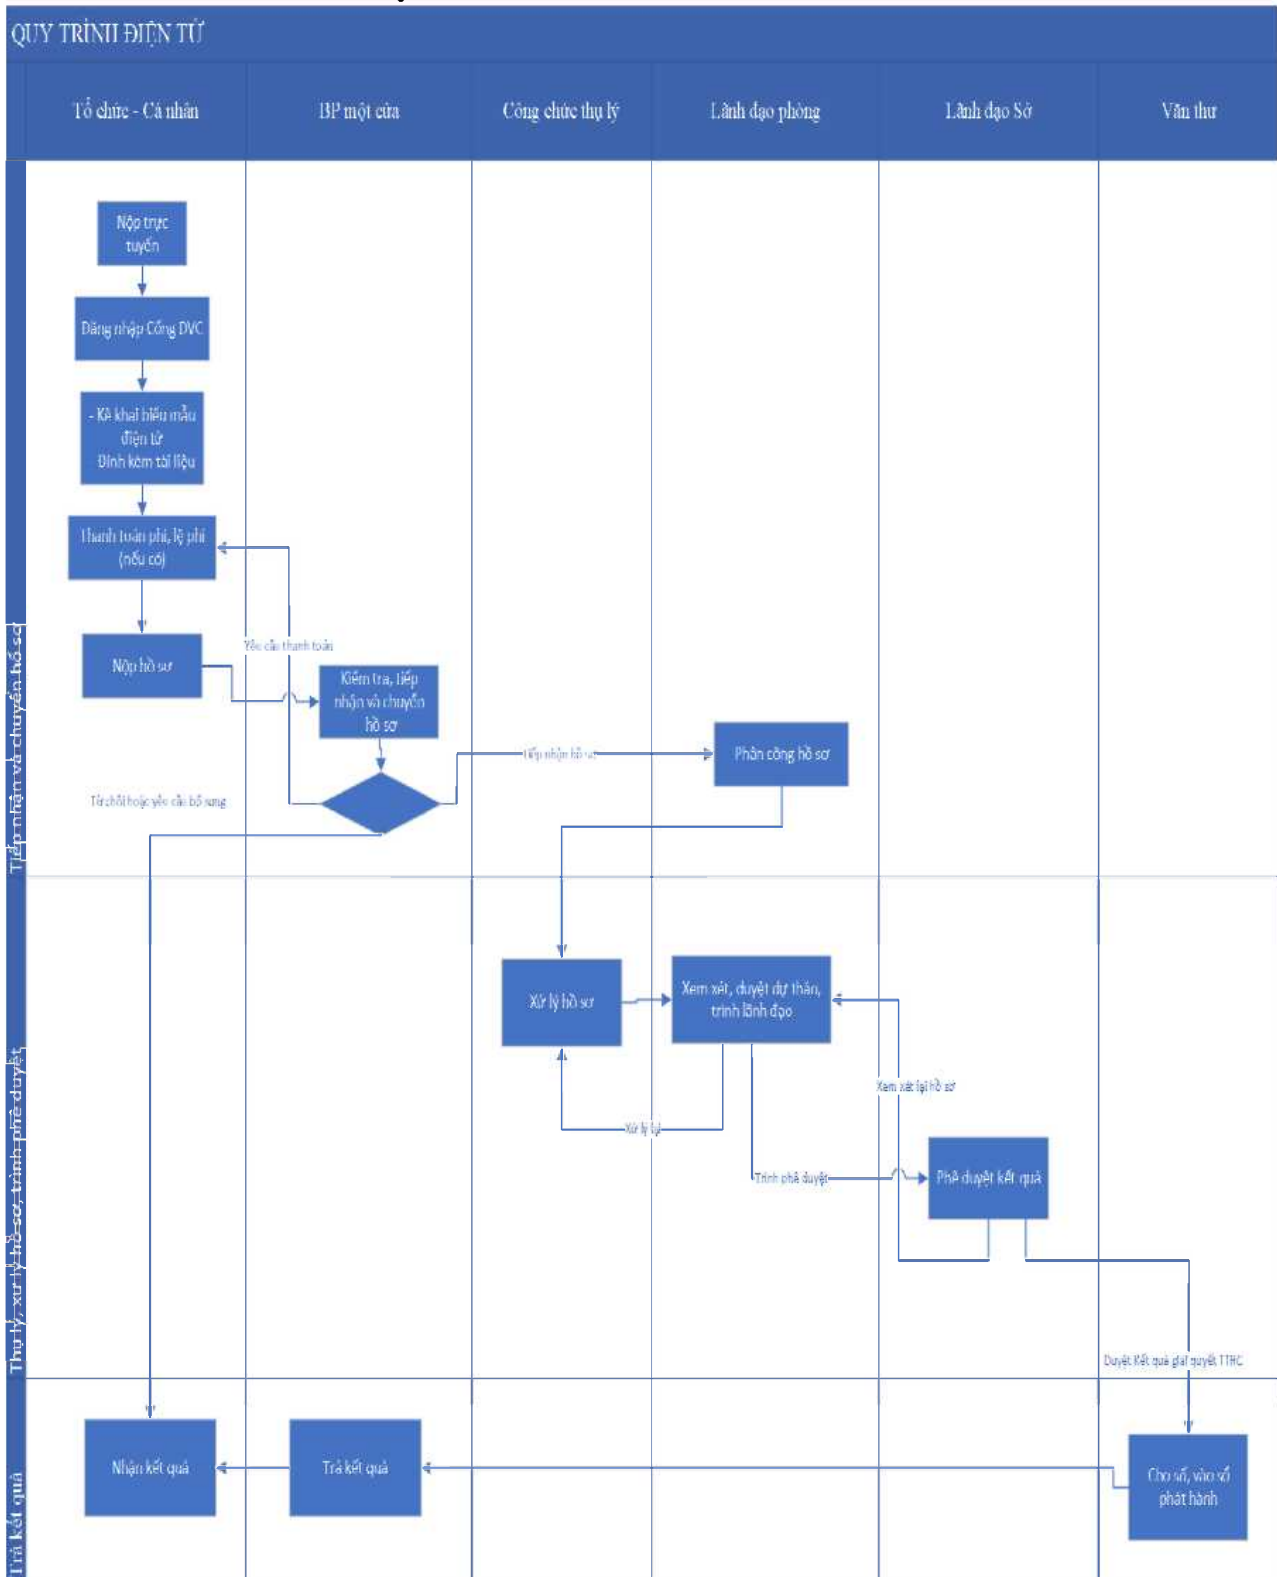 QUY TRÌNH ĐIỆN TỬ
Tổ chức - Cá nhân
BP một cửa
Công chức thụ lý
Lãnh đạo phòng
Lãnh đạo Sở
Văn thư
Tiếp nhận và chuyển hồ sơ
Nộp trực
tuyến
Đăng nhập Cổng DVC
- Kê khai biểu mẫu
điện tử
Đính kèm tài liệu
Thanh toán phí, lệ phí
(nếu có)
Nộp hồ sơ
Yêu cầu thanh toán
Kiểm tra, tiếp
nhận và chuyển
hồ sơ
Tiếp nhận hồ sơ
Phân công hồ sơ
Từ chối hoặc yêu cầu bổ sung
Thụ lý, xử lý hồ sơ, trình phê duyệt
Xử lý hồ sơ
Xem xét, duyệt dự thảo,
trình lãnh đạo
Xem xét lại hồ sơ
Xử lý lại
Trình phê duyệt
Phê duyệt kết quả
Duyệt Kết quả giải quyết TTHC
Trả kết quả
Nhận kết quả
Trả kết quả
Cho số, vào sổ
phát hành